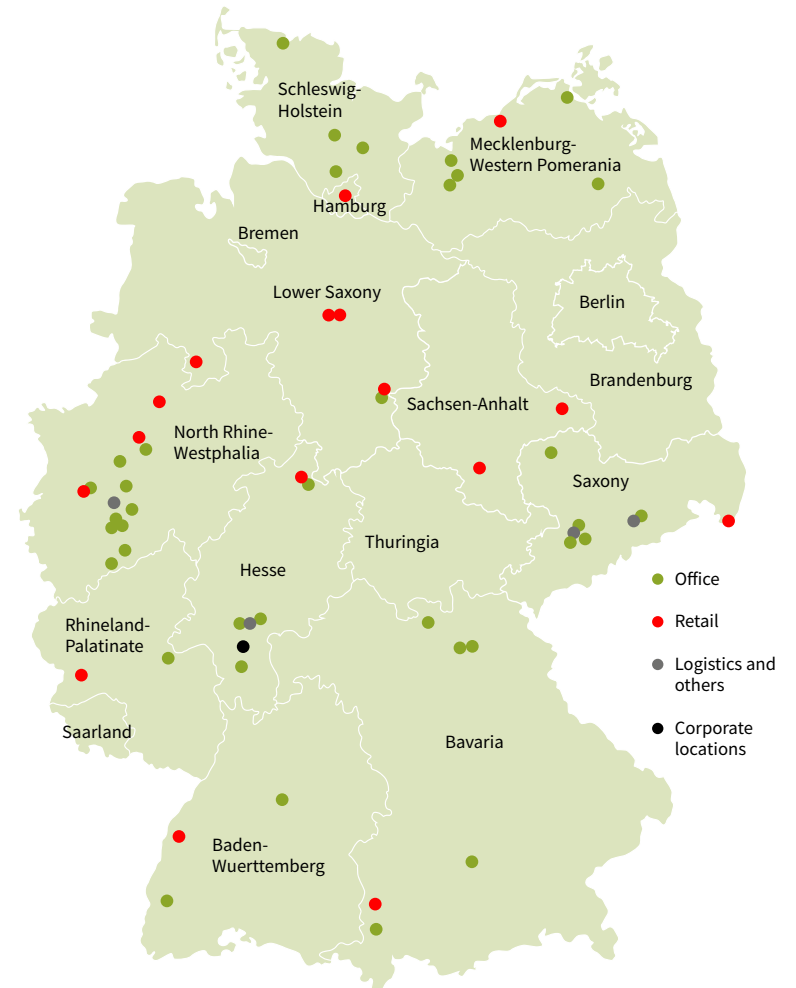 Schleswig-
Holstein
Mecklenburg-
Western Pomerania
Hamburg
Bremen
Lower Saxony
Berlin
Brandenburg
Sachsen-Anhalt
North Rhine-
Westphalia
Saxony
Thuringia
Hesse
Office
Retail
Logistics and
others
Corporate
locations
Rhineland-
Palatinate
Saarland
Bavaria
Baden-
Wuerttemberg